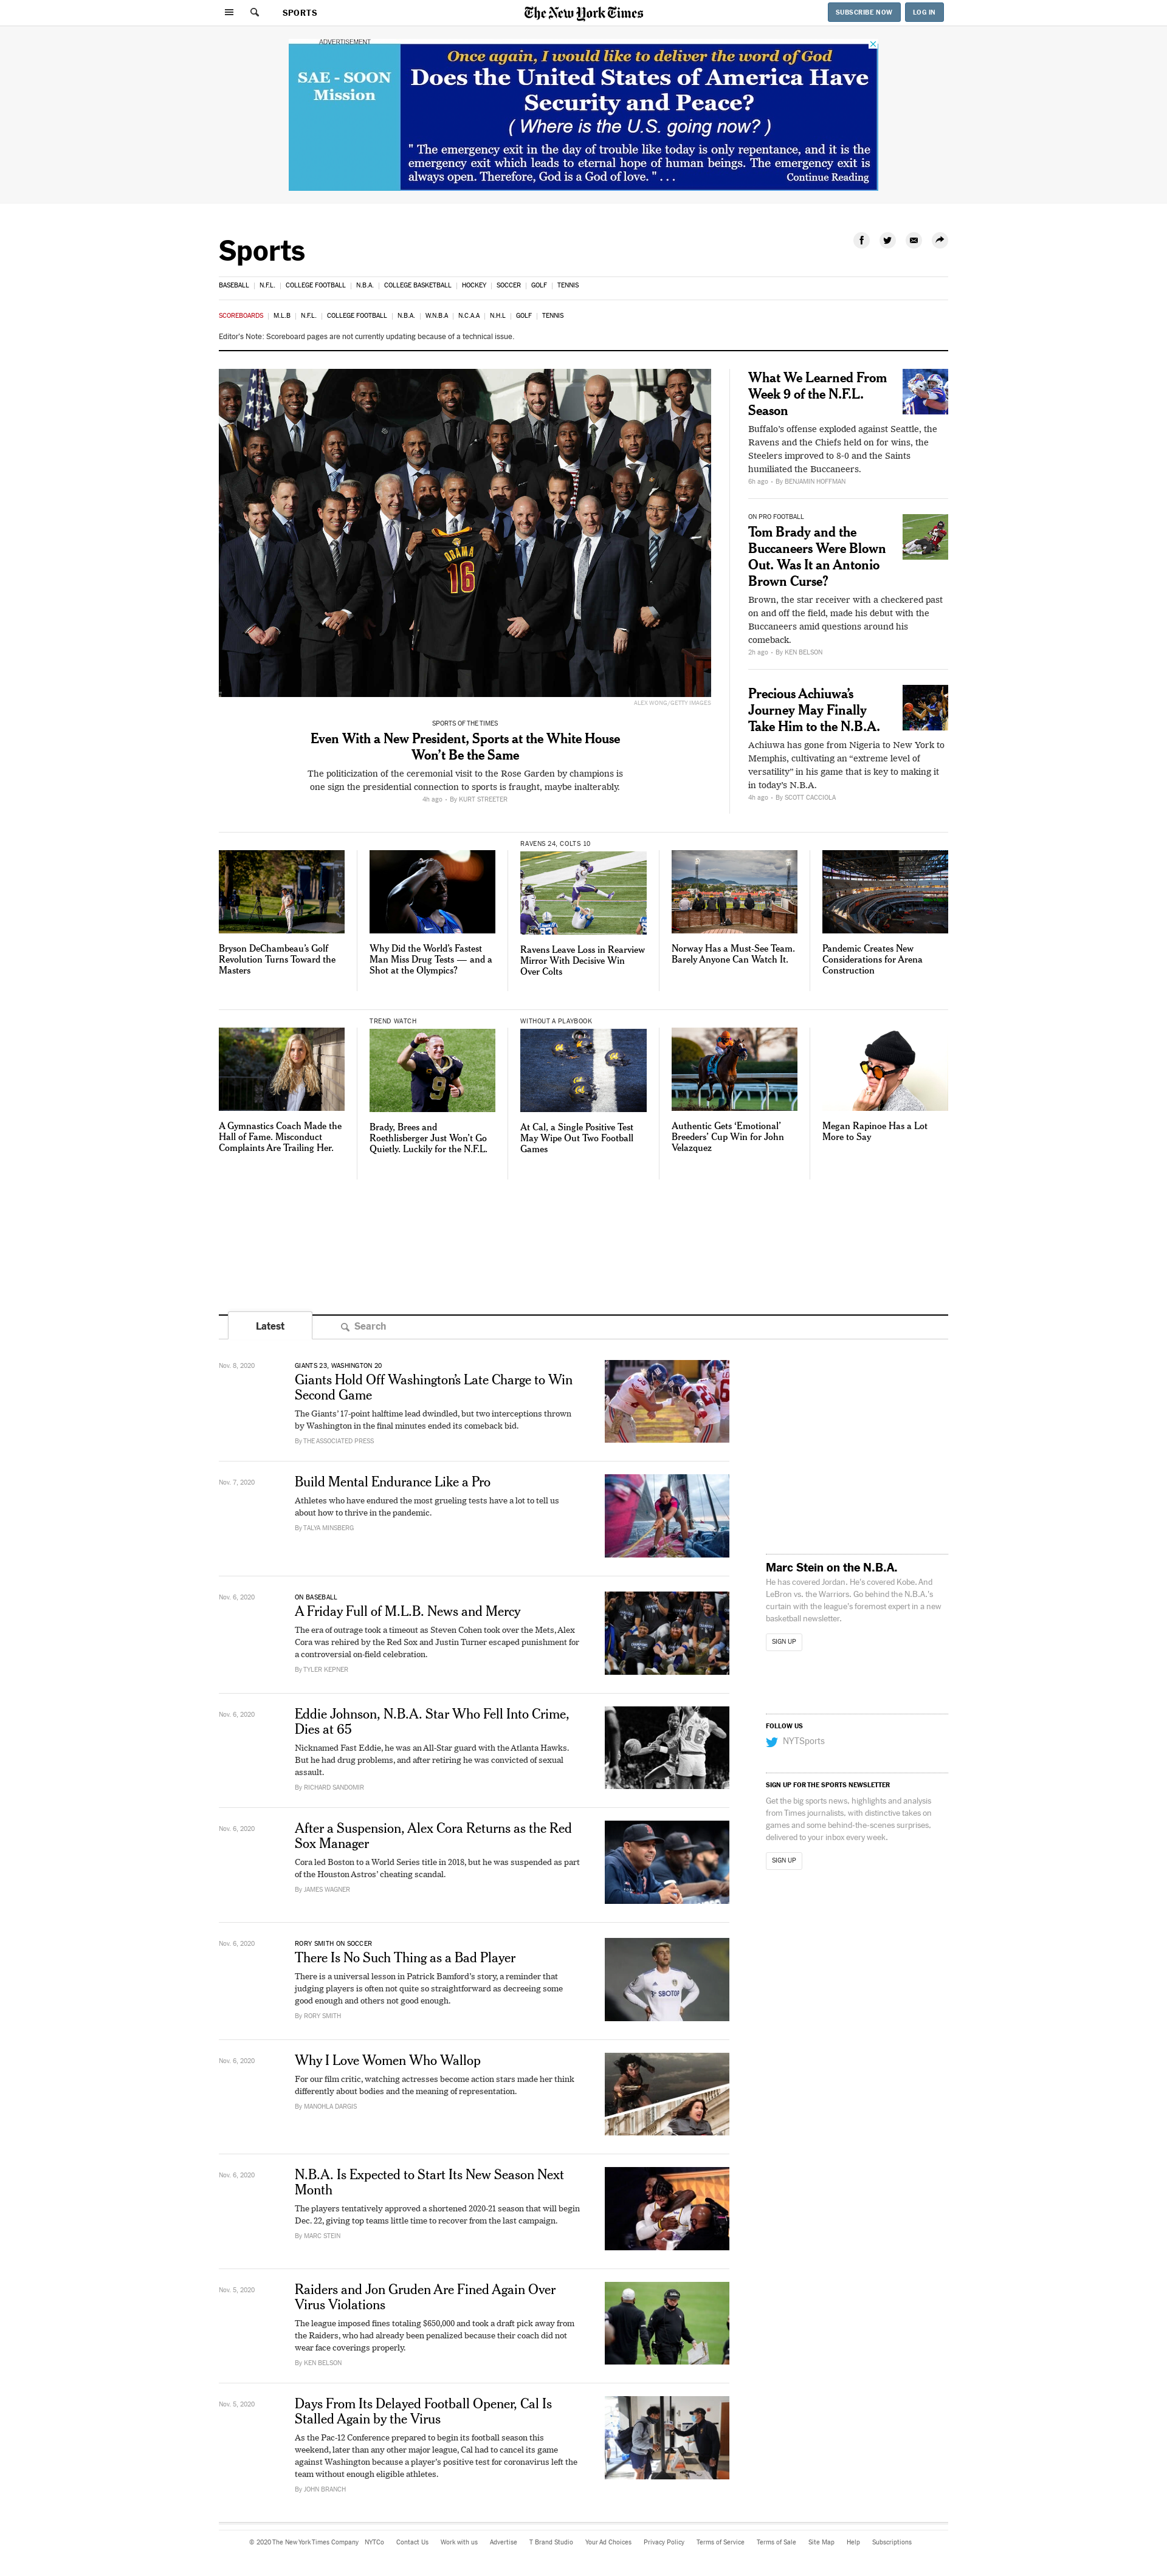 SPORTS
The New York Times
SUBSCRIBE NOW
LOG IN
ADVERTISEMENT
SAE - SOON
Mission
Once again, I would like to deliver the word of God
Does the United States of America Have
Security and Peace?
( Where is the U.S. going now? )
" The emergency exit in the day of trouble like today is only repentance, and it is the
emergency exit which leads to eternal hope of human beings. The emergency exit is
always open. Therefore, God is a God of love. " . . .
Continue Reading
Sports
BASEBALL | N.F.L. | COLLEGE FOOTBALL | N.B.A. | COLLEGE BASKETBALL | HOCKEY | SOCCER | GOLF | TENNIS
SCOREBOARDS | M.L.B | N.F.L. | COLLEGE FOOTBALL | N.B.A. | W.N.B.A | N.C.A.A | N.H.L | GOLF | TENNIS
Editor's Note: Scoreboard pages are not currently updating because of a technical issue.
OBAMA
16
ALEX WONG/GETTY IMAGES
SPORTS OF THE TIMES
Even With a New President, Sports at the White House
Won't Be the Same
The politicization of the ceremonial visit to the Rose Garden by champions is
one sign the presidential connection to sports is fraught, maybe inalterably.
4h ago • By KURT STREETER
What We Learned From
Week 9 of the N.F.L.
Season
Buffalo's offense exploded against Seattle, the
Ravens and the Chiefs held on for wins, the
Steelers improved to 8-0 and the Saints
humiliated the Buccaneers.
6h ago • By BENJAMIN HOFFMAN
ON PRO FOOTBALL
Tom Brady and the
Buccaneers Were Blown
Out. Was It an Antonio
Brown Curse?
Brown, the star receiver with a checkered past
on and off the field, made his debut with the
Buccaneers amid questions around his
comeback.
2h ago • By KEN BELSON
Precious Achiuwa's
Journey May Finally
Take Him to the N.B.A.
Achiuwa has gone from Nigeria to New York to
Memphis, cultivating an "extreme level of
versatility" in his game that is key to making it
in today's N.B.A.
4h ago • By SCOTT CACCIOLA
Bryson DeChambeau's Golf
Revolution Turns Toward the
Masters
Why Did the World's Fastest
Man Miss Drug Tests — and a
Shot at the Olympics?
RAVENS 24, COLTS 10
Ravens Leave Loss in Rearview
Mirror With Decisive Win
Over Colts
Norway Has a Must-See Team.
Barely Anyone Can Watch It.
Pandemic Creates New
Considerations for Arena
Construction
A Gymnastics Coach Made the
Hall of Fame. Misconduct
Complaints Are Trailing Her.
TREND WATCH
9
Brady, Brees and
Roethlisberger Just Won't Go
Quietly. Luckily for the N.F.L.
WITHOUT A PLAYBOOK
At Cal, a Single Positive Test
May Wipe Out Two Football
Games
Authentic Gets 'Emotional'
Breeders' Cup Win for John
Velazquez
Megan Rapinoe Has a Lot
More to Say
Latest
Search
Nov. 8, 2020
GIANTS 23, WASHINGTON 20
Giants Hold Off Washington's Late Charge to Win
Second Game
The Giants' 17-point halftime lead dwindled, but two interceptions thrown
by Washington in the final minutes ended its comeback bid.
By THE ASSOCIATED PRESS
Nov. 7, 2020
Build Mental Endurance Like a Pro
Athletes who have endured the most grueling tests have a lot to tell us
about how to thrive in the pandemic.
By TALYA MINSBERG
Nov. 6, 2020
ON BASEBALL
A Friday Full of M.L.B. News and Mercy
The era of outrage took a timeout as Steven Cohen took over the Mets, Alex
Cora was rehired by the Red Sox and Justin Turner escaped punishment for
a controversial on-field celebration.
By TYLER KEPNER
Nov. 6, 2020
Eddie Johnson, N.B.A. Star Who Fell Into Crime,
Dies at 65
Nicknamed Fast Eddie, he was an All-Star guard with the Atlanta Hawks.
But he had drug problems, and after retiring he was convicted of sexual
assault.
By RICHARD SANDOMIR
16
Nov. 6, 2020
After a Suspension, Alex Cora Returns as the Red
Sox Manager
Cora led Boston to a World Series title in 2018, but he was suspended as part
of the Houston Astros' cheating scandal.
By JAMES WAGNER
Nov. 6, 2020
RORY SMITH ON SOCCER
There Is No Such Thing as a Bad Player
There is a universal lesson in Patrick Bamford's story, a reminder that
judging players is often not quite so straightforward as decreeing some
good enough and others not good enough.
By RORY SMITH
SBOTOP
Nov. 6, 2020
Why I Love Women Who Wallop
For our film critic, watching actresses become action stars made her think
differently about bodies and the meaning of representation.
By MANOHLA DARGIS
Nov. 6, 2020
N.B.A. Is Expected to Start Its New Season Next
Month
The players tentatively approved a shortened 2020-21 season that will begin
Dec. 22, giving top teams little time to recover from the last campaign.
By MARC STEIN
Nov. 5, 2020
Raiders and Jon Gruden Are Fined Again Over
Virus Violations
The league imposed fines totaling $650,000 and took a draft pick away from
the Raiders, who had already been penalized because their coach did not
wear face coverings properly.
By KEN BELSON
Nov. 5, 2020
Days From Its Delayed Football Opener, Cal Is
Stalled Again by the Virus
As the Pac-12 Conference prepared to begin its football season this
weekend, later than any other major league, Cal had to cancel its game
against Washington because a player's positive test for coronavirus left the
team without enough eligible athletes.
By JOHN BRANCH
Marc Stein on the N.B.A.
He has covered Jordan. He's covered Kobe. And
LeBron vs. the Warriors. Go behind the N.B.A.'s
curtain with the league's foremost expert in a new
basketball newsletter.
SIGN UP
FOLLOW US
NYTSports
SIGN UP FOR THE SPORTS NEWSLETTER
Get the big sports news, highlights and analysis
from Times journalists, with distinctive takes on
games and some behind-the-scenes surprises,
delivered to your inbox every week.
SIGN UP
© 2020 The New York Times Company NYTCo Contact Us Work with us Advertise T Brand Studio Your Ad Choices Privacy Policy Terms of Service Terms of Sale Site Map Help Subscriptions